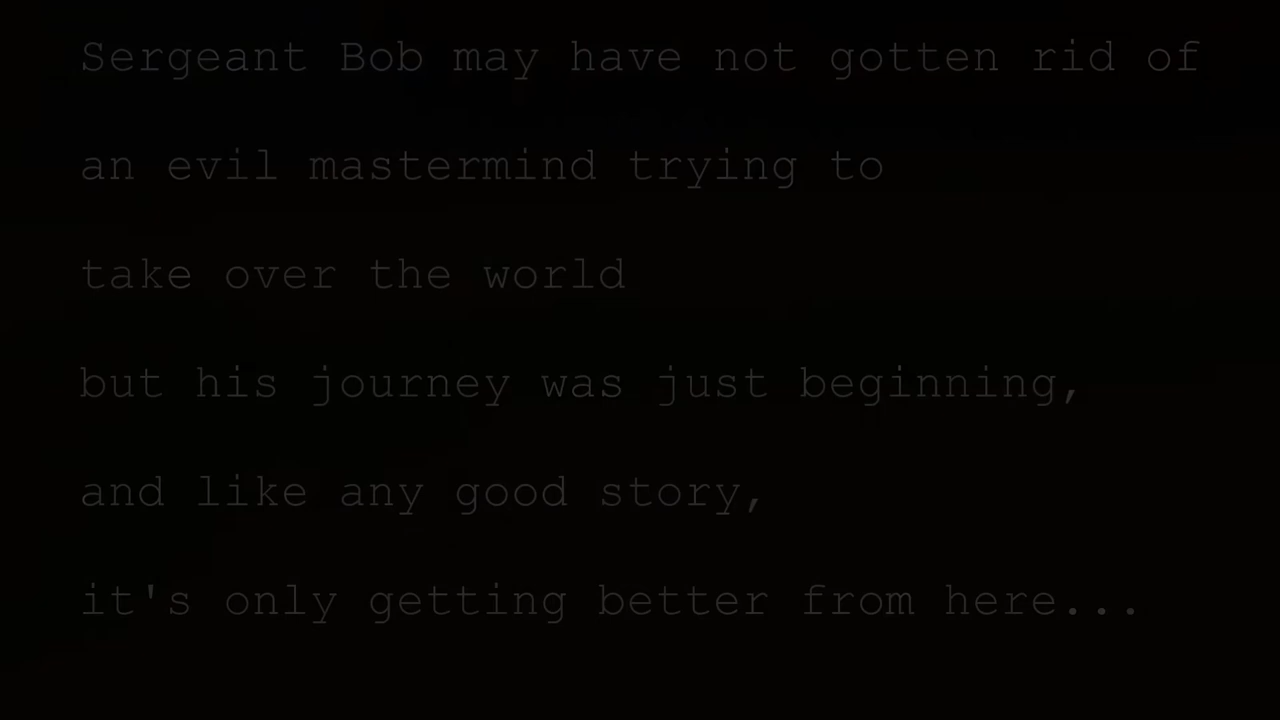 Sergeant Bob may have not gotten rid of
an evil mastermind trying to
take over the world
but his journey was just beginning,
and like any good story,
it's only getting better from here...